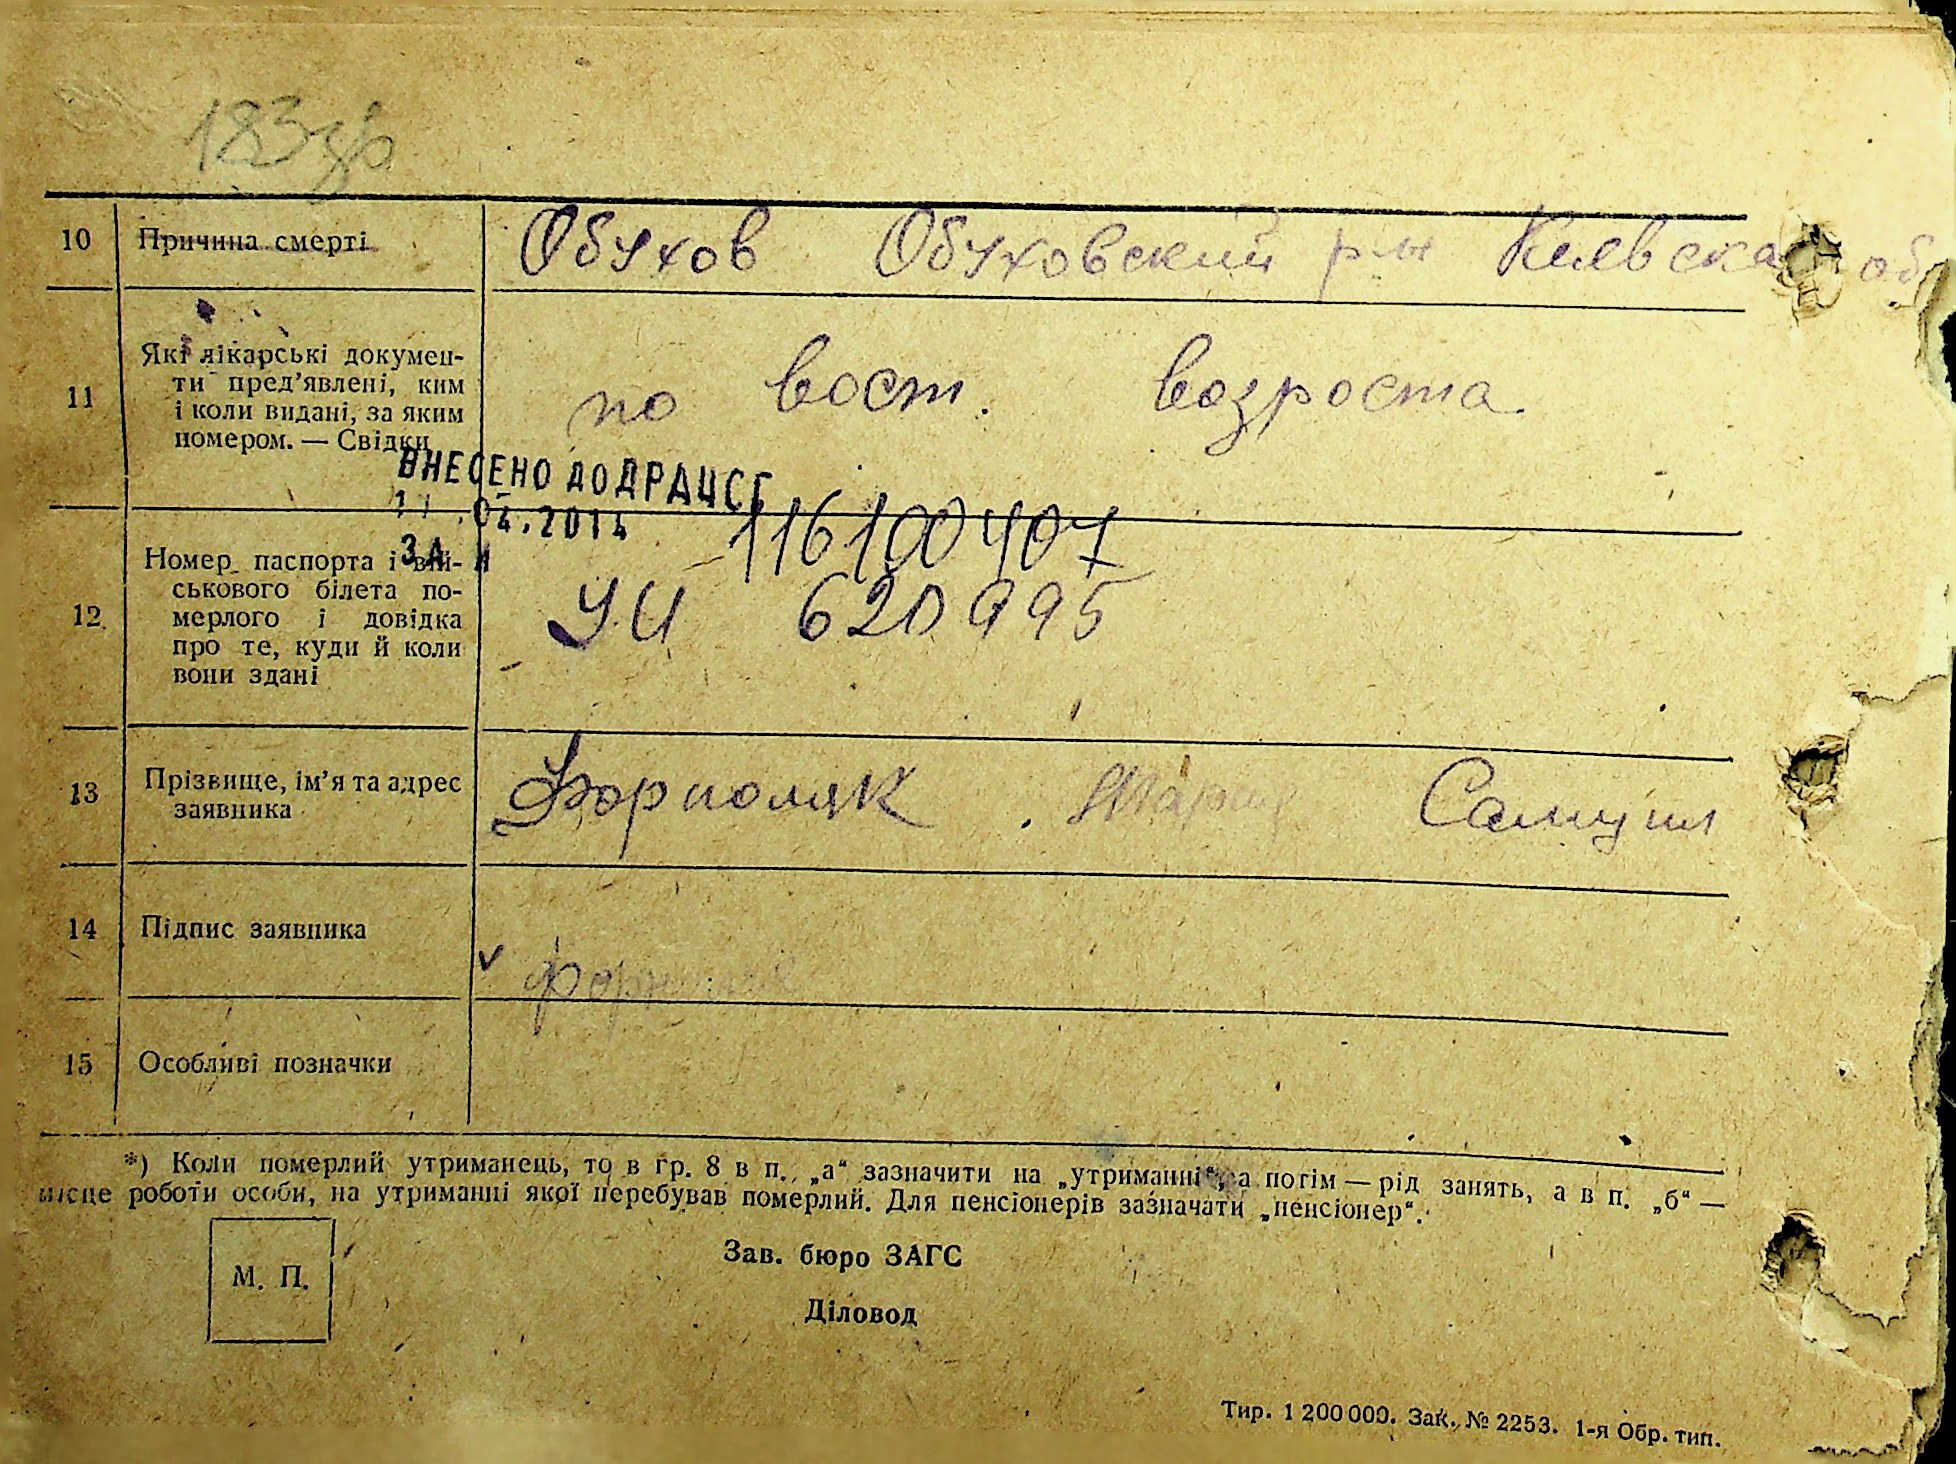 183
10 Причина смерті Обухов Обуховский р-н Киевска об
11 Які лікарські докумен-
ти пред’явлені, ким
і коли видані, за яким
номером. — Свідки
по вост. возроста
ВНЕСЕНО ДО ДРАЦСГ
.04.2014 116100407
ЗА №
12 Номер паспорта і вій-
ськового білета по-
мерлого і довідка
про те, куди й коли
вони здані
УИ 620995
13 Прізвище, ім’я та адрес
заявника
Мария Самуил
14 Підпис заявника
15 Особливі позначки
*) Коли померлий утриманець, то в гр. 8 в п. „а“ зазначити на „утриманні“, а потім — рід занять, а в п. „б“ —
місце роботи особи, на утриманні якої перебував померлий. Для пенсіонерів зазначати „пенсіонер“.
М. П.
Зав. бюро ЗАГС
Діловод
Тир. 1 200 000. Зак. № 2253. 1-я Обр. тип.